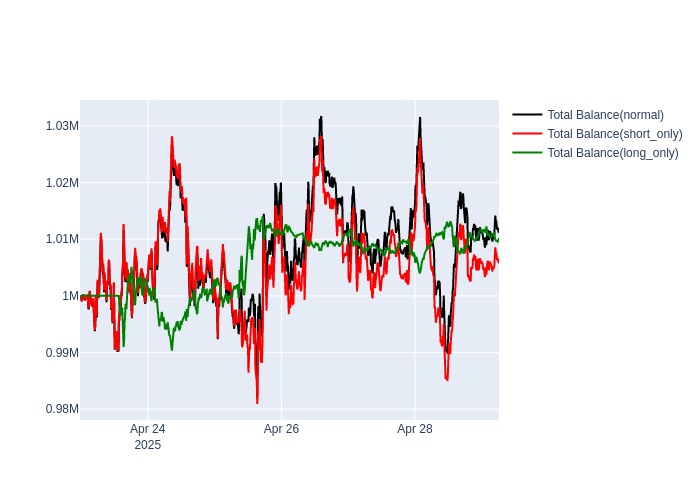 Total Balance(normal)
Total Balance(short_only)
Total Balance(long_only)
1.03M
1.02M
1.01M
1M
0.99M
0.98M
Apr 24
2025
Apr 26
Apr 28